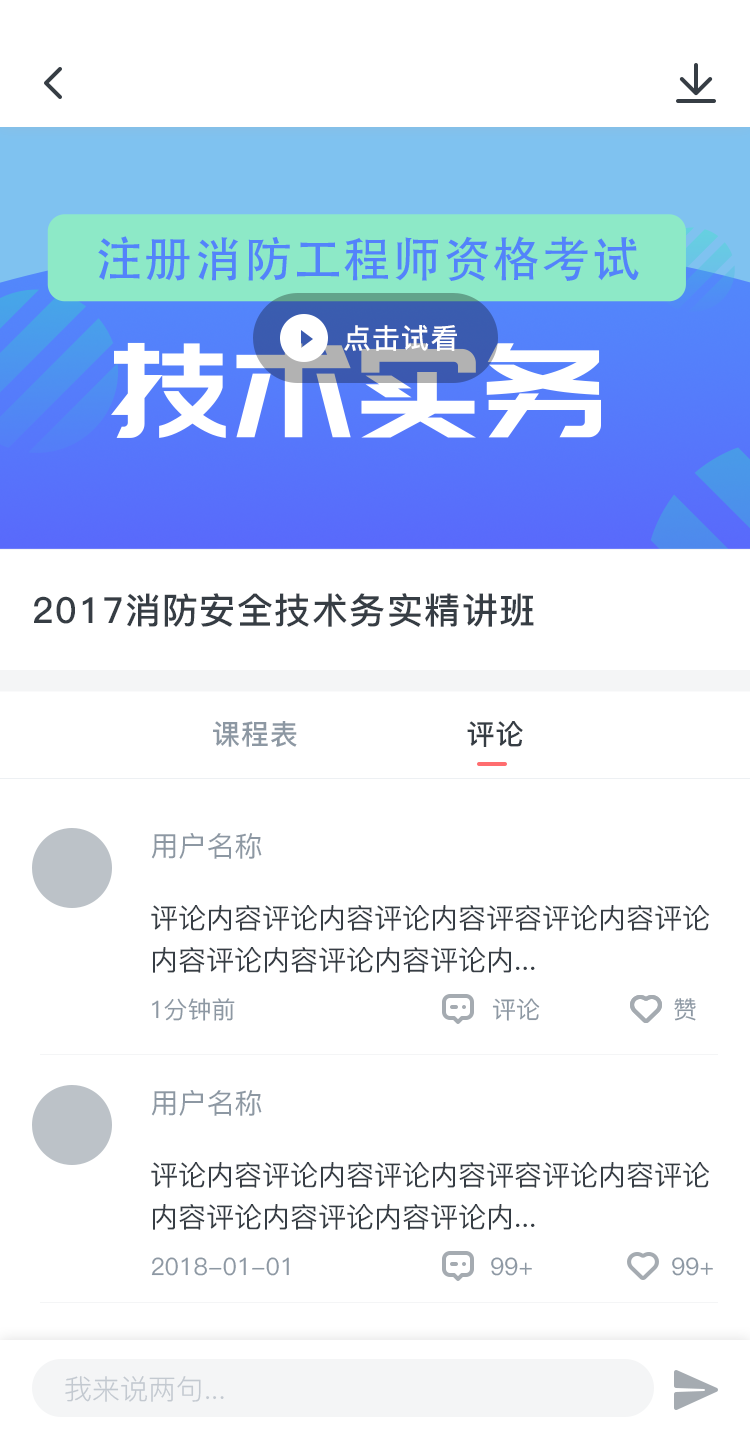 注册消防工程师资格考试
点击试看
技术实务
2017消防安全技术务实精讲班
课程表
评论
用户名称
评论内容评论内容评论内容评容评论内容评论
内容评论内容评论内容评论内...
1分钟前
评论
赞
用户名称
评论内容评论内容评论内容评容评论内容评论
内容评论内容评论内容评论内...
2018-01-01
99+
99+
我来说两句...